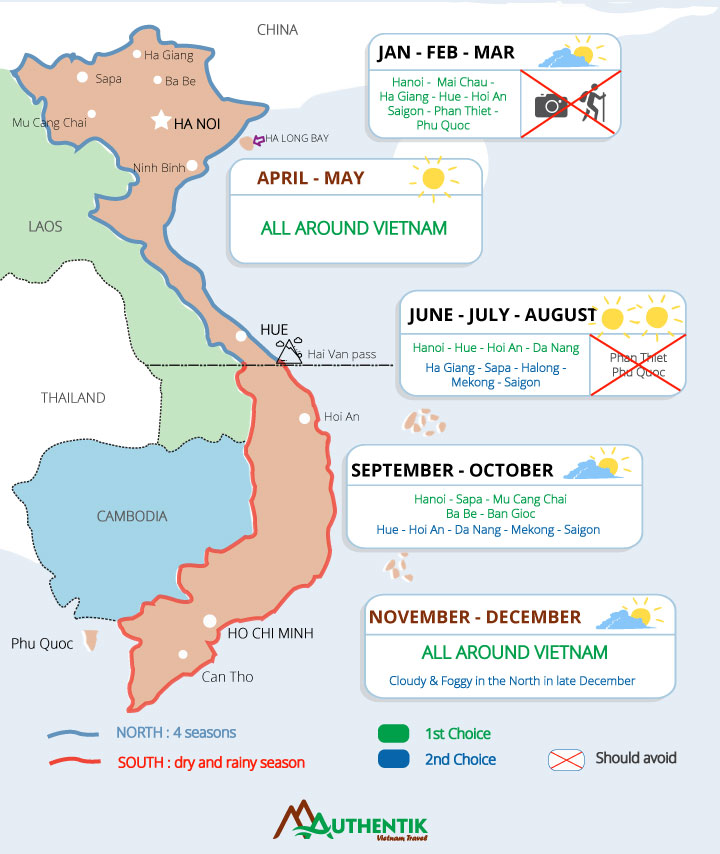 CHINA
Ha Giang
Sapa
Ba Be
Mu Cang Chai
HA NOI
HA LONG BAY
Ninh Binh
LAOS
HUE
Hai Van pass
THAILAND
Hoi An
CAMBODIA
HO CHI MINH
Phu Quoc
Can Tho
JAN - FEB - MAR
Hanoi - Mai Chau -
Ha Giang - Hue - Hoi An
Saigon - Phan Thiet -
Phu Quoc
APRIL - MAY
ALL AROUND VIETNAM
JUNE - JULY - AUGUST
Hanoi - Hue - Hoi An - Da Nang
Ha Giang - Sapa - Halong -
Mekong - Saigon
Phan Thiet
Phu Quoc
SEPTEMBER - OCTOBER
Hanoi - Sapa - Mu Cang Chai
Ba Be - Ban Gioc
Hue - Hoi An - Da Nang - Mekong - Saigon
NOVEMBER - DECEMBER
ALL AROUND VIETNAM
Cloudy & Foggy in the North in late December
NORTH : 4 seasons
SOUTH : dry and rainy season
1st Choice
2nd Choice
Should avoid
AUTHENTIK
Vietnam Travel